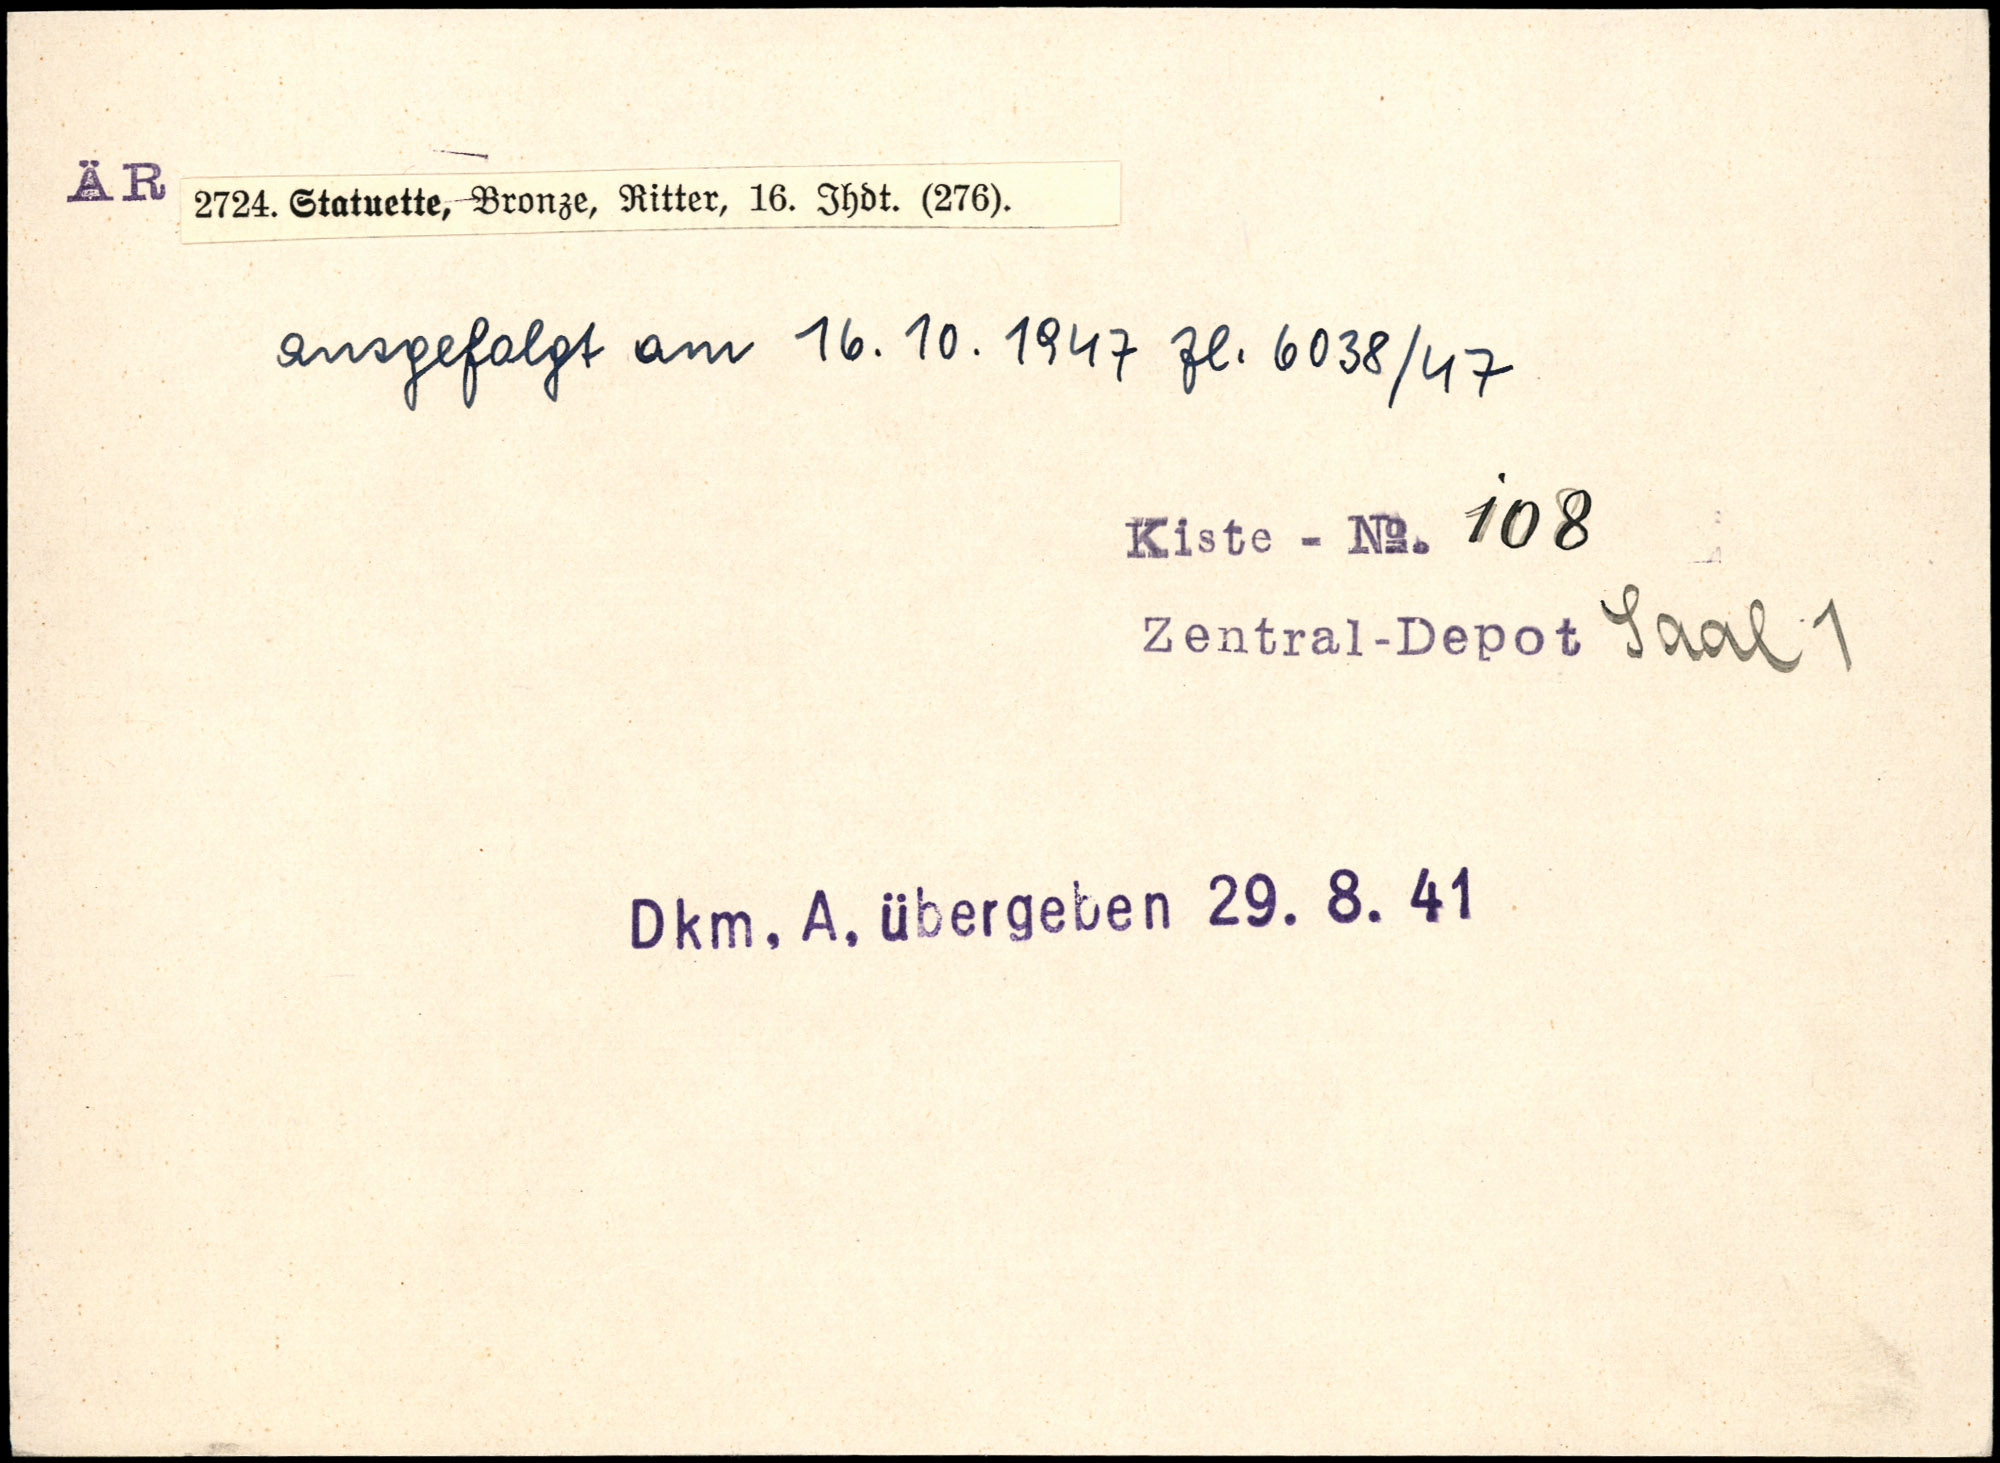 ÄR 2724. Statuette, Bronze, Ritter, 16. Jhdt. (276).
ausgefolgt am 16. 10. 1947 Zl. 6038/47
Kiste - No. 108
Zentral-Depot Saal 1
Dkm. A. übergeben 29. 8. 41